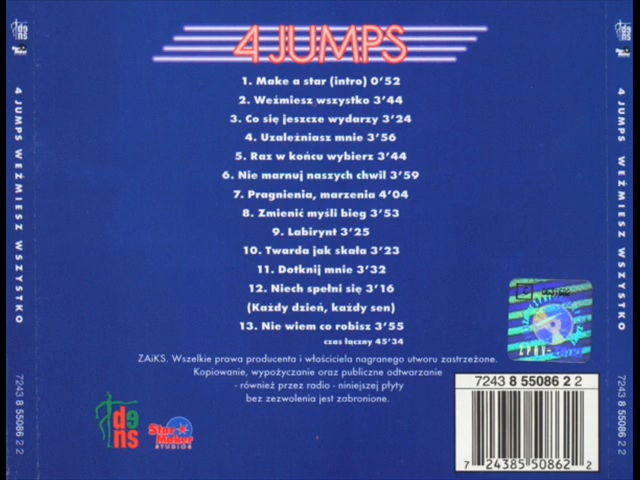 4 JUMPS
1. Make a star (intro) 0'52
2. Weźmiesz wszystko 3'44
3. Co się jeszcze wydarzy 3'24
4. Uzależniasz mnie 3'56
5. Raz w końcu wybierz 3'44
6. Nie marnuj naszych chwil 3'59
7. Pragnienia, marzenia 4'04
8. Zmienić myśli bieg 3'53
9. Labirynt 3'25
10. Twarda jak skała 3'23
11. Dotknij mnie 3'32
12. Niech spełni się 3'16
(Każdy dzień, każdy sen)
13. Nie wiem co robisz 3'55
czas łączny 45'34
ZAiKS. Wszelkie prawa producenta i właściciela nagranego utworu zastrzeżone.
Kopiowanie, wypożyczanie oraz publiczne odtwarzanie
- również przez radio - niniejszej płyty
bez zezwolenia jest zabronione.
dens
Star Maker
STUDIOS
7243 8 55086 2 2
7 24385 50862 2
dens
Star Maker
4 JUMPS WEŹMIESZ WSZYSTKO
7243 8 55086 2 2
dens
Star Maker
4 JUMPS WEŹMIESZ WSZYSTKO
7243 8 55086 2 2